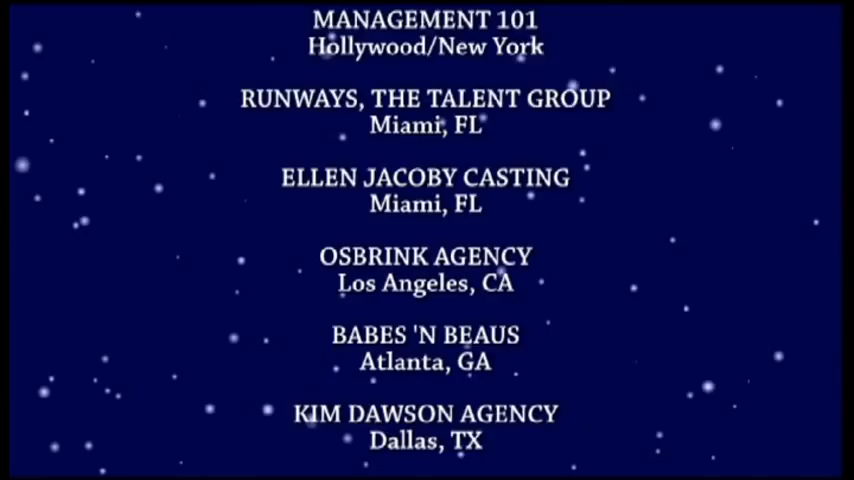 MANAGEMENT 101
Hollywood/New York
RUNWAYS, THE TALENT GROUP
Miami, FL
ELLEN JACOBY CASTING
Miami, FL
OSBRINK AGENCY
Los Angeles, CA
BABES 'N BEAUS
Atlanta, GA
KIM DAWSON AGENCY
Dallas, TX